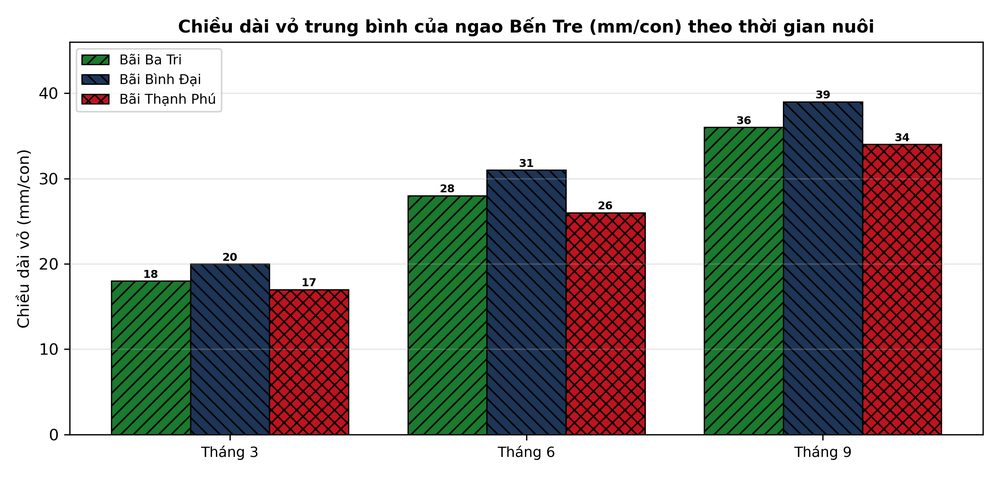 Chiều dài vỏ trung bình của ngao Bến Tre (mm/con) theo thời gian nuôi
Bãi Ba Tri
Bãi Bình Đại
Bãi Thạnh Phú
Chiều dài vỏ (mm/con)
40
30
20
10
0
18
20
17
28
31
26
36
39
34
Tháng 3
Tháng 6
Tháng 9